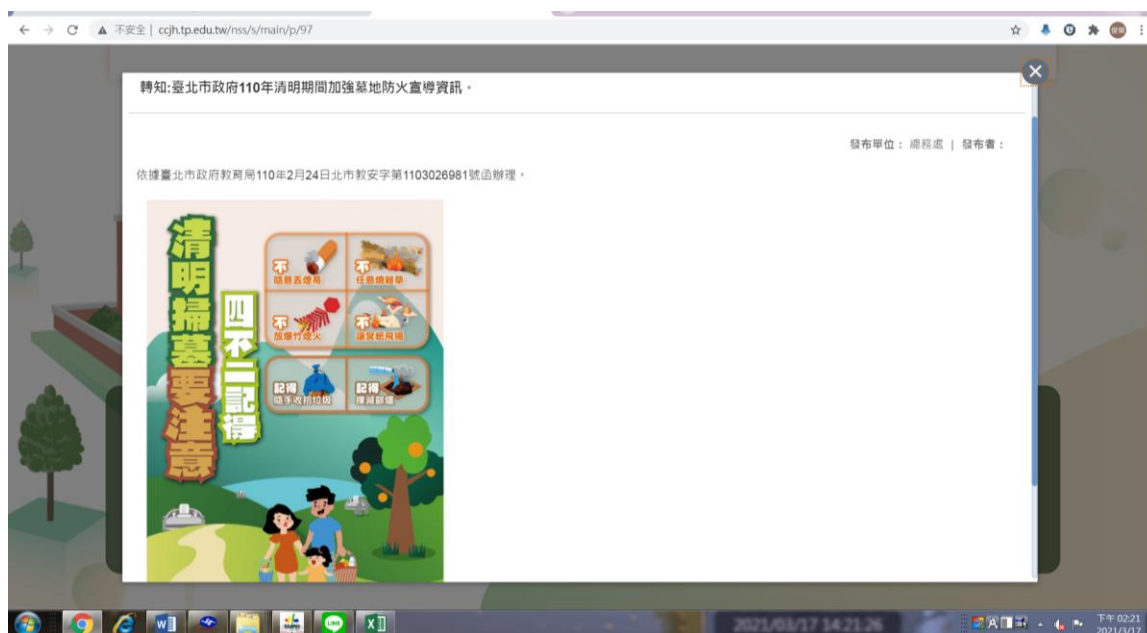 不安全 | ccjh.tp.edu.tw/nss/s/main/p/97
轉知:臺北市政府110年清明期間加強墓地防火宣導資訊。
發布單位： 總務處 | 發布者：
依據臺北市政府教育局110年2月24日北市教安字第1103026981號函辦理。
清明掃墓要注意
四不二記得
不
隨意丟煙蒂
不
任意燒雜草
不
放爆竹煙火
不
讓冥紙飛揚
記得
隨手收拾垃圾
記得
撲滅餘燼
LINE
2021/03/17 14:21:26
下午 02:21
2021/3/17